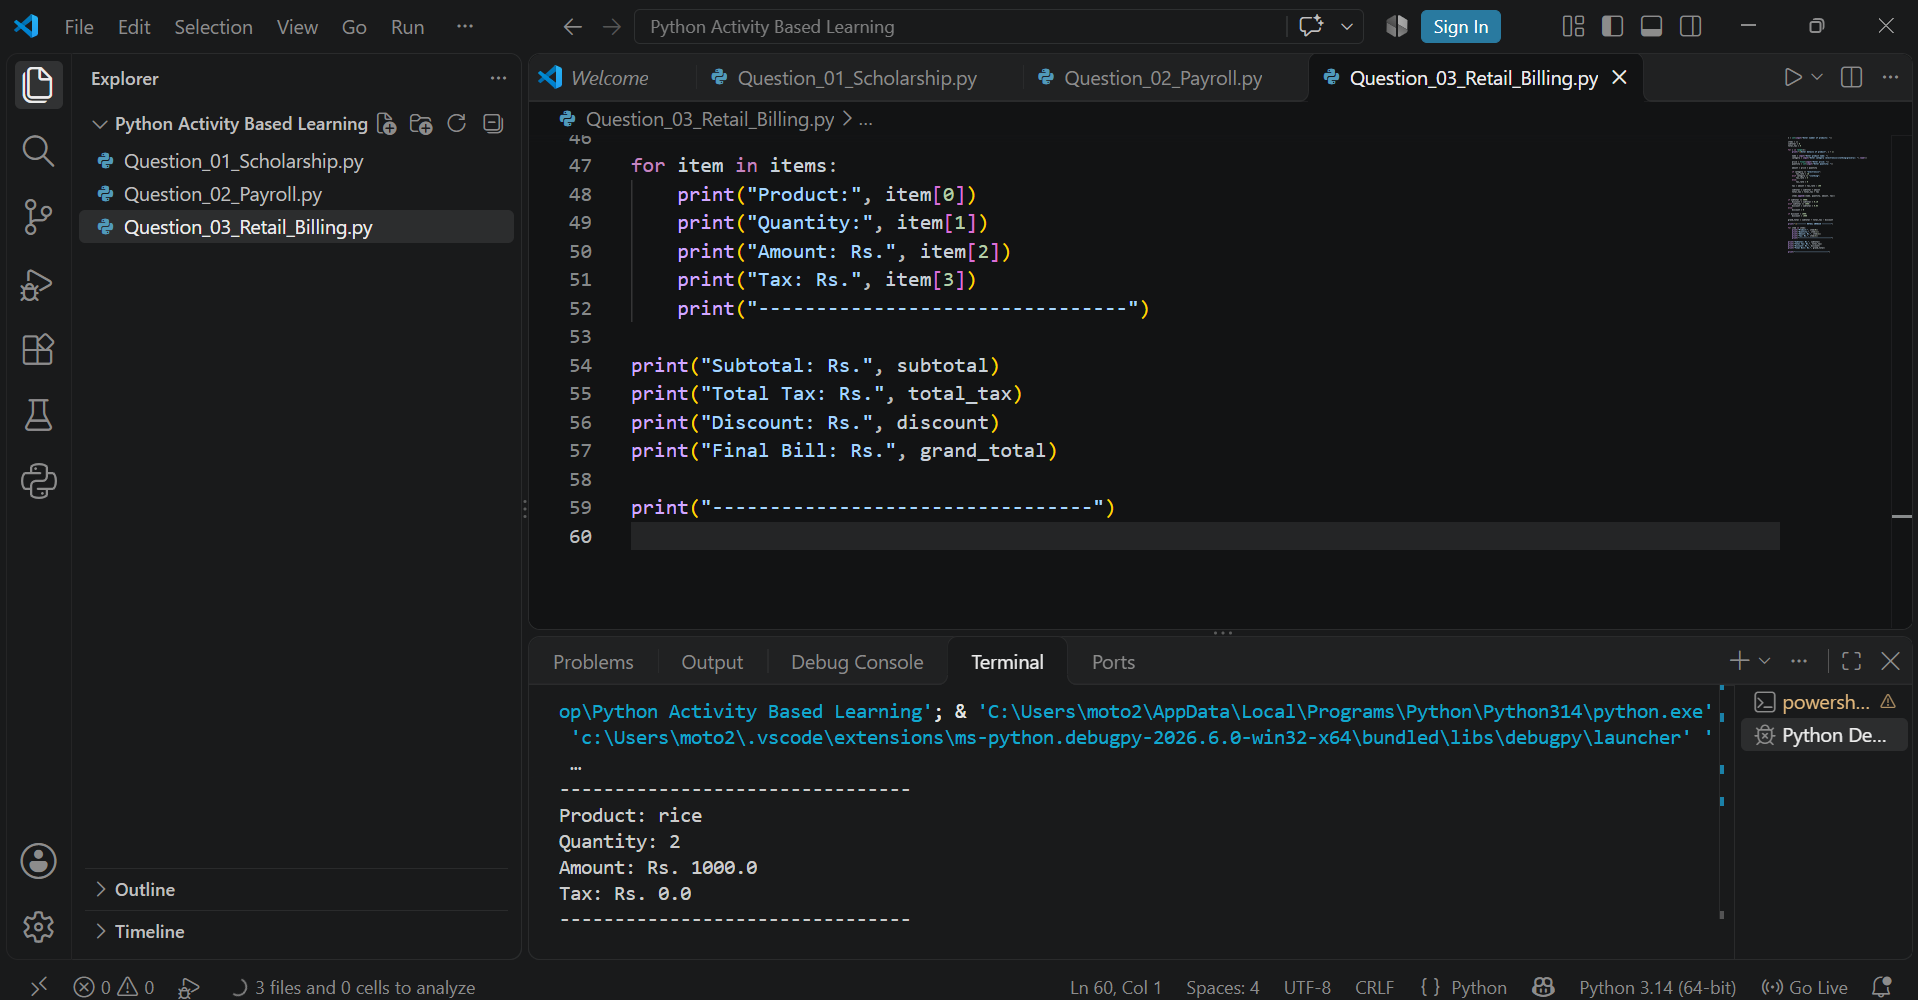 File Edit Selection View Go Run ...
Python Activity Based Learning
Sign In
Explorer
Python Activity Based Learning
Question_01_Scholarship.py
Question_02_Payroll.py
Question_03_Retail_Billing.py
Outline
Timeline
Welcome Question_01_Scholarship.py Question_02_Payroll.py Question_03_Retail_Billing.py
Question_03_Retail_Billing.py > ...
46
47 for item in items:
48     print("Product:", item[0])
49     print("Quantity:", item[1])
50     print("Amount: Rs.", item[2])
51     print("Tax: Rs.", item[3])
52     print("--------------------------------")
53
54 print("Subtotal: Rs.", subtotal)
55 print("Total Tax: Rs.", total_tax)
56 print("Discount: Rs.", discount)
57 print("Final Bill: Rs.", grand_total)
58
59 print("---------------------------------")
60
Problems Output Debug Console Terminal Ports
op\Python Activity Based Learning'; & 'C:\Users\moto2\AppData\Local\Programs\Python\Python314\python.exe'
'c:\Users\moto2\.vscode\extensions\ms-python.debugpy-2026.6.0-win32-x64\bundled\libs\debugpy\launcher' '
…
--------------------------------
Product: rice
Quantity: 2
Amount: Rs. 1000.0
Tax: Rs. 0.0
--------------------------------
powersh...
Python De...
0 0 3 files and 0 cells to analyze
Ln 60, Col 1 Spaces: 4 UTF-8 CRLF { } Python Python 3.14 (64-bit) Go Live